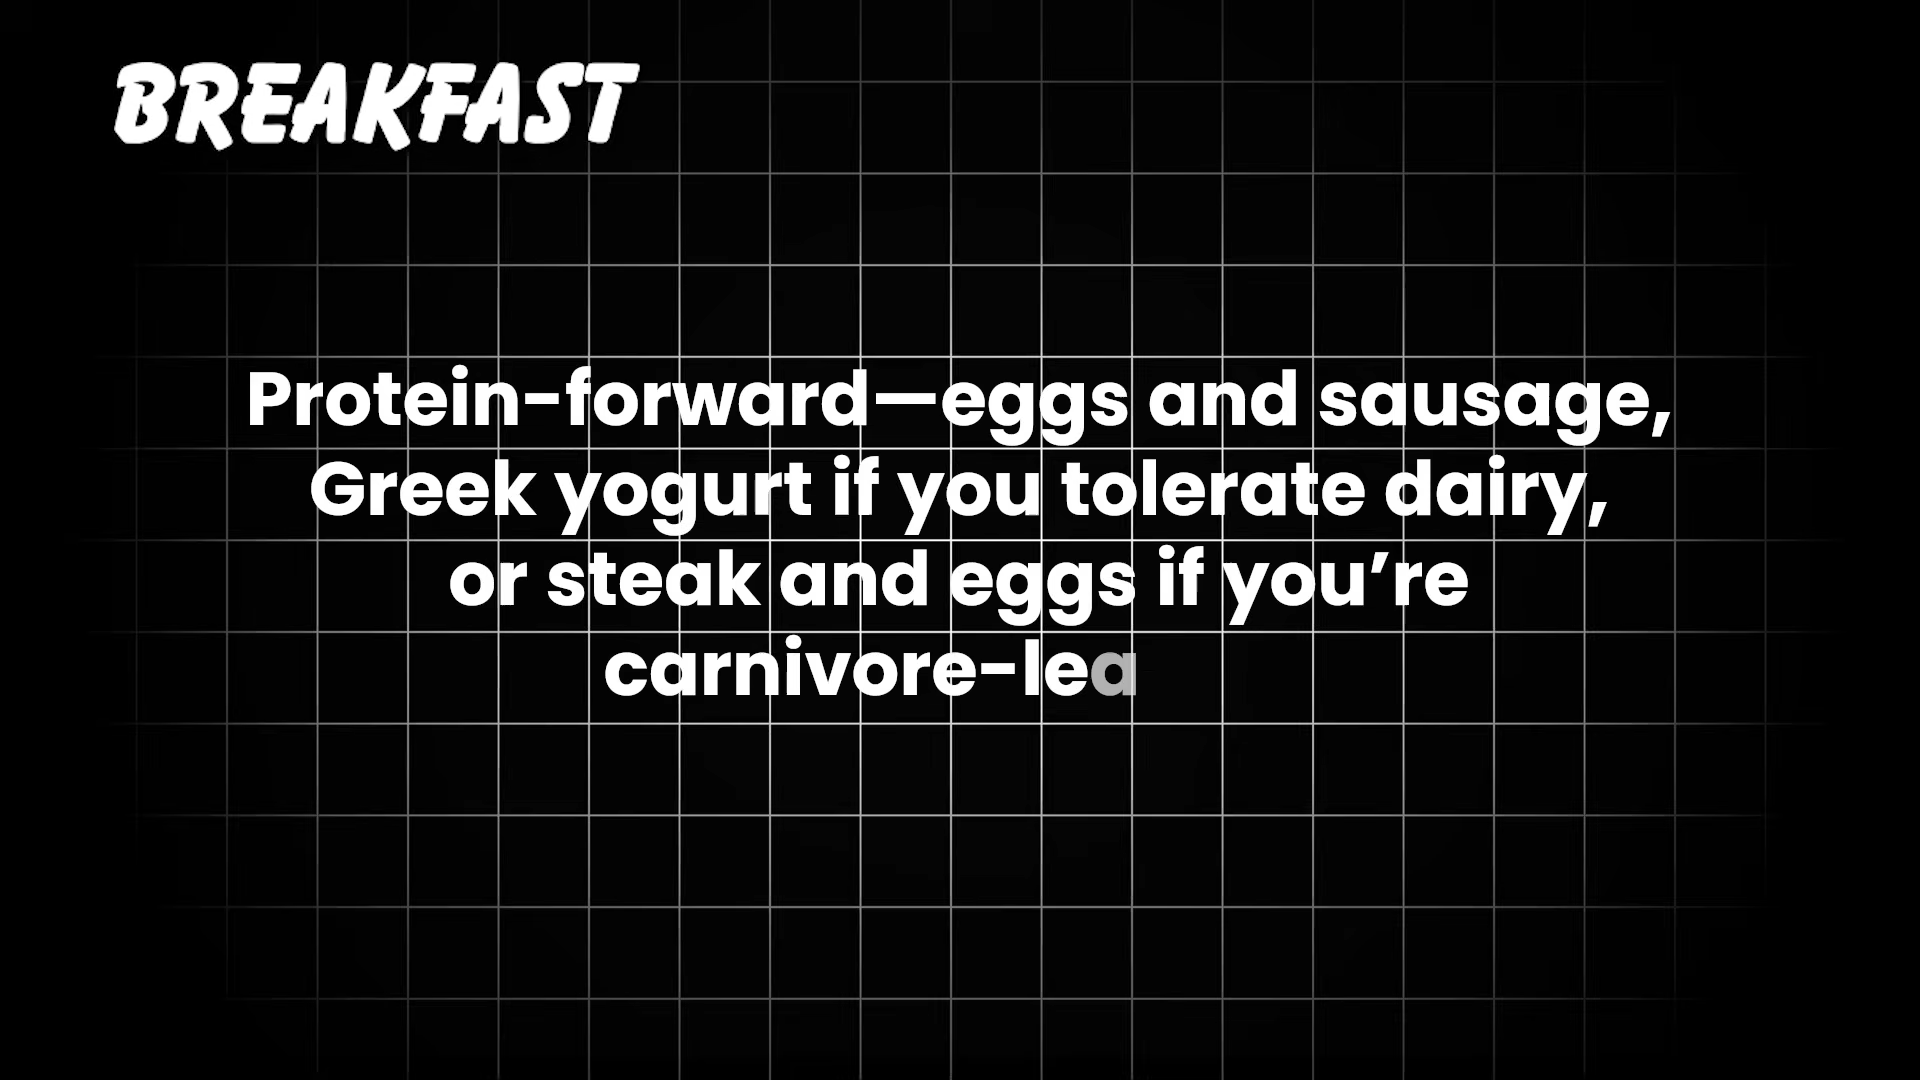 BREAKFAST
Protein-forward—eggs and sausage,
Greek yogurt if you tolerate dairy,
or steak and eggs if you’re
carnivore-lea